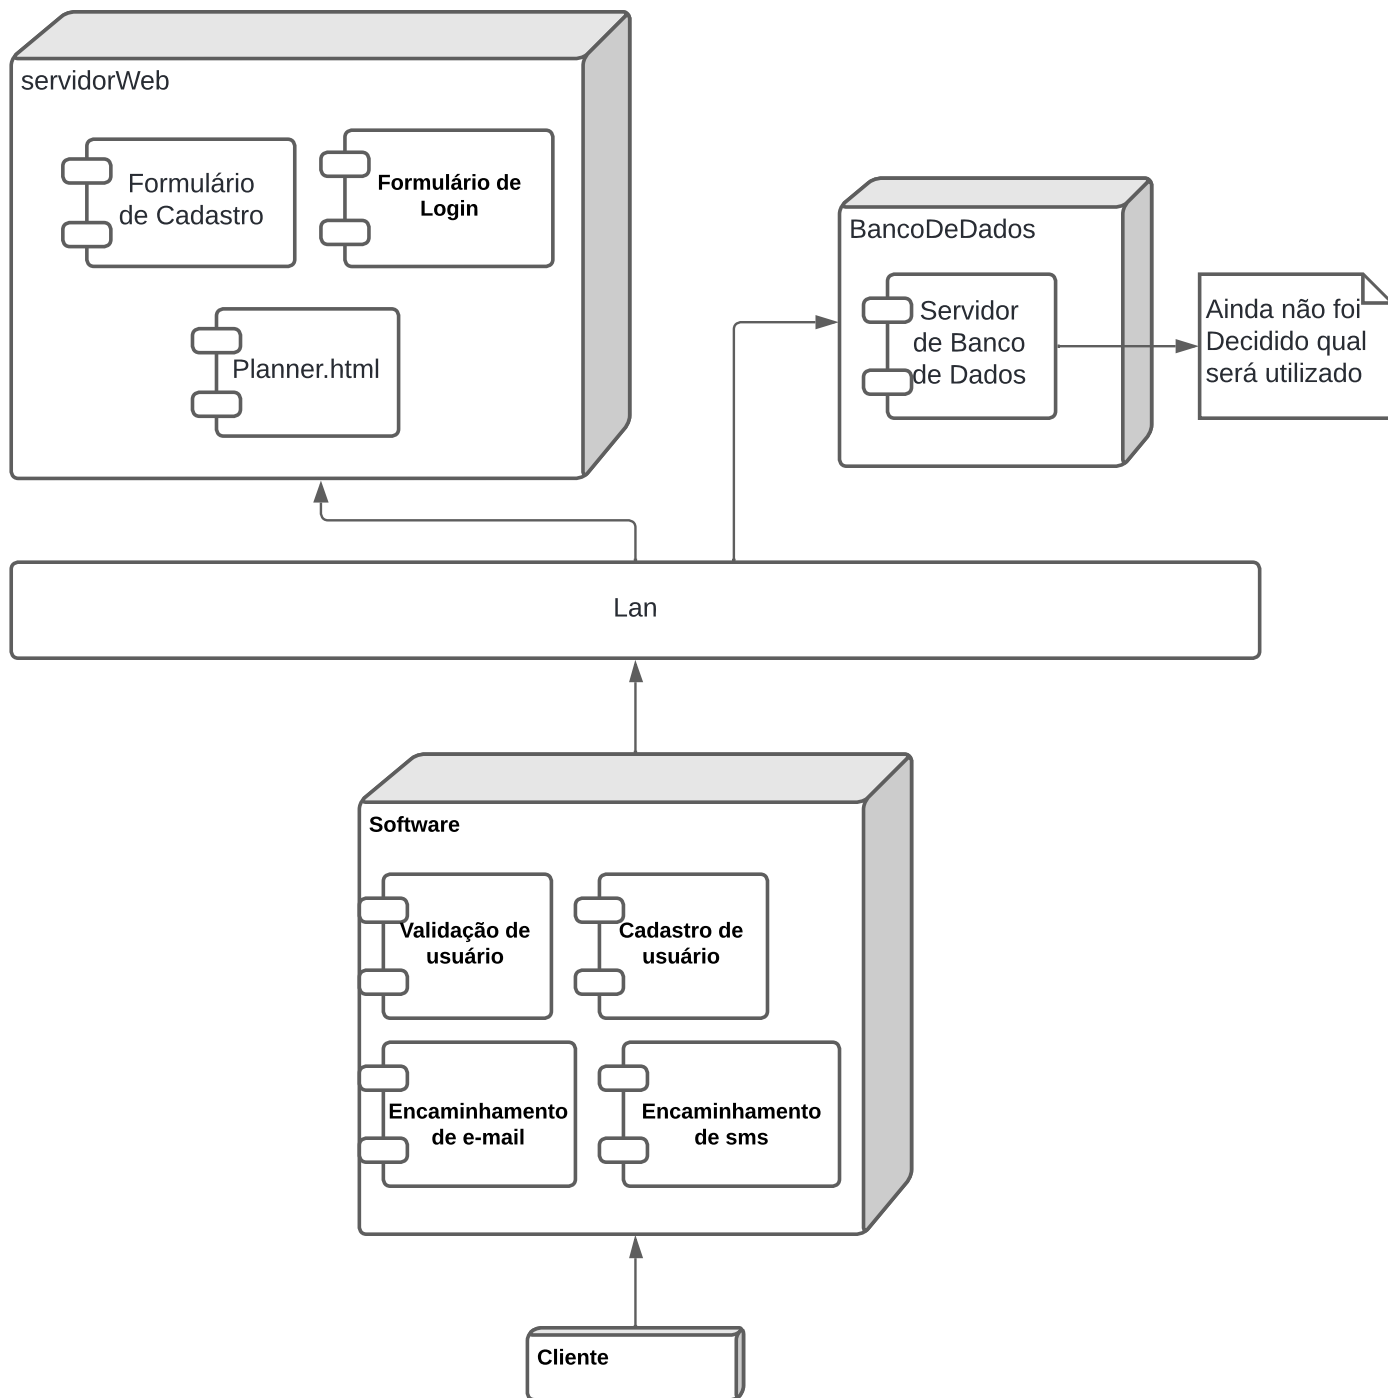 servidorWeb
Formulário
de Cadastro
Formulário de
Login
Planner.html
BancoDeDados
Servidor
de Banco
de Dados
Ainda não foi
Decidido qual
será utilizado
Lan
Software
Validação de
usuário
Cadastro de
usuário
Encaminhamento
de e-mail
Encaminhamento
de sms
Cliente